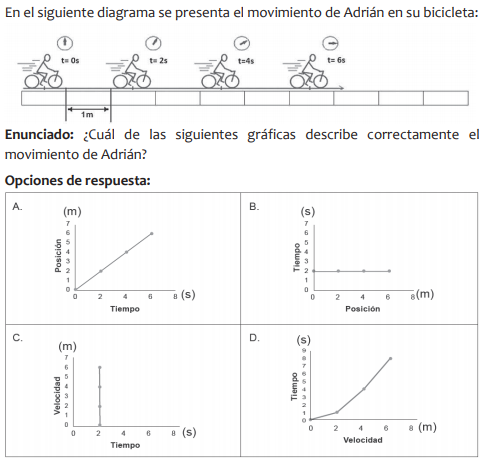 En el siguiente diagrama se presenta el movimiento de Adrián en su bicicleta:
t= 0s
t= 2s
t=4s
t= 6s
1m
Enunciado: ¿Cuál de las siguientes gráficas describe correctamente el
movimiento de Adrián?
Opciones de respuesta:
A.
(m)
Posición
7
6
5
4
3
2
1
0
0 2 4 6 8 (s)
Tiempo
B.
(s)
Tiempo
7
6
5
4
3
2
1
0
0 2 4 6 8 (m)
Posición
C.
(m)
Velocidad
7
6
5
4
3
2
1
0
0 2 4 6 8 (s)
Tiempo
D.
(s)
Tiempo
9
8
7
6
5
4
3
2
1
0
0 2 4 6 8 (m)
Velocidad